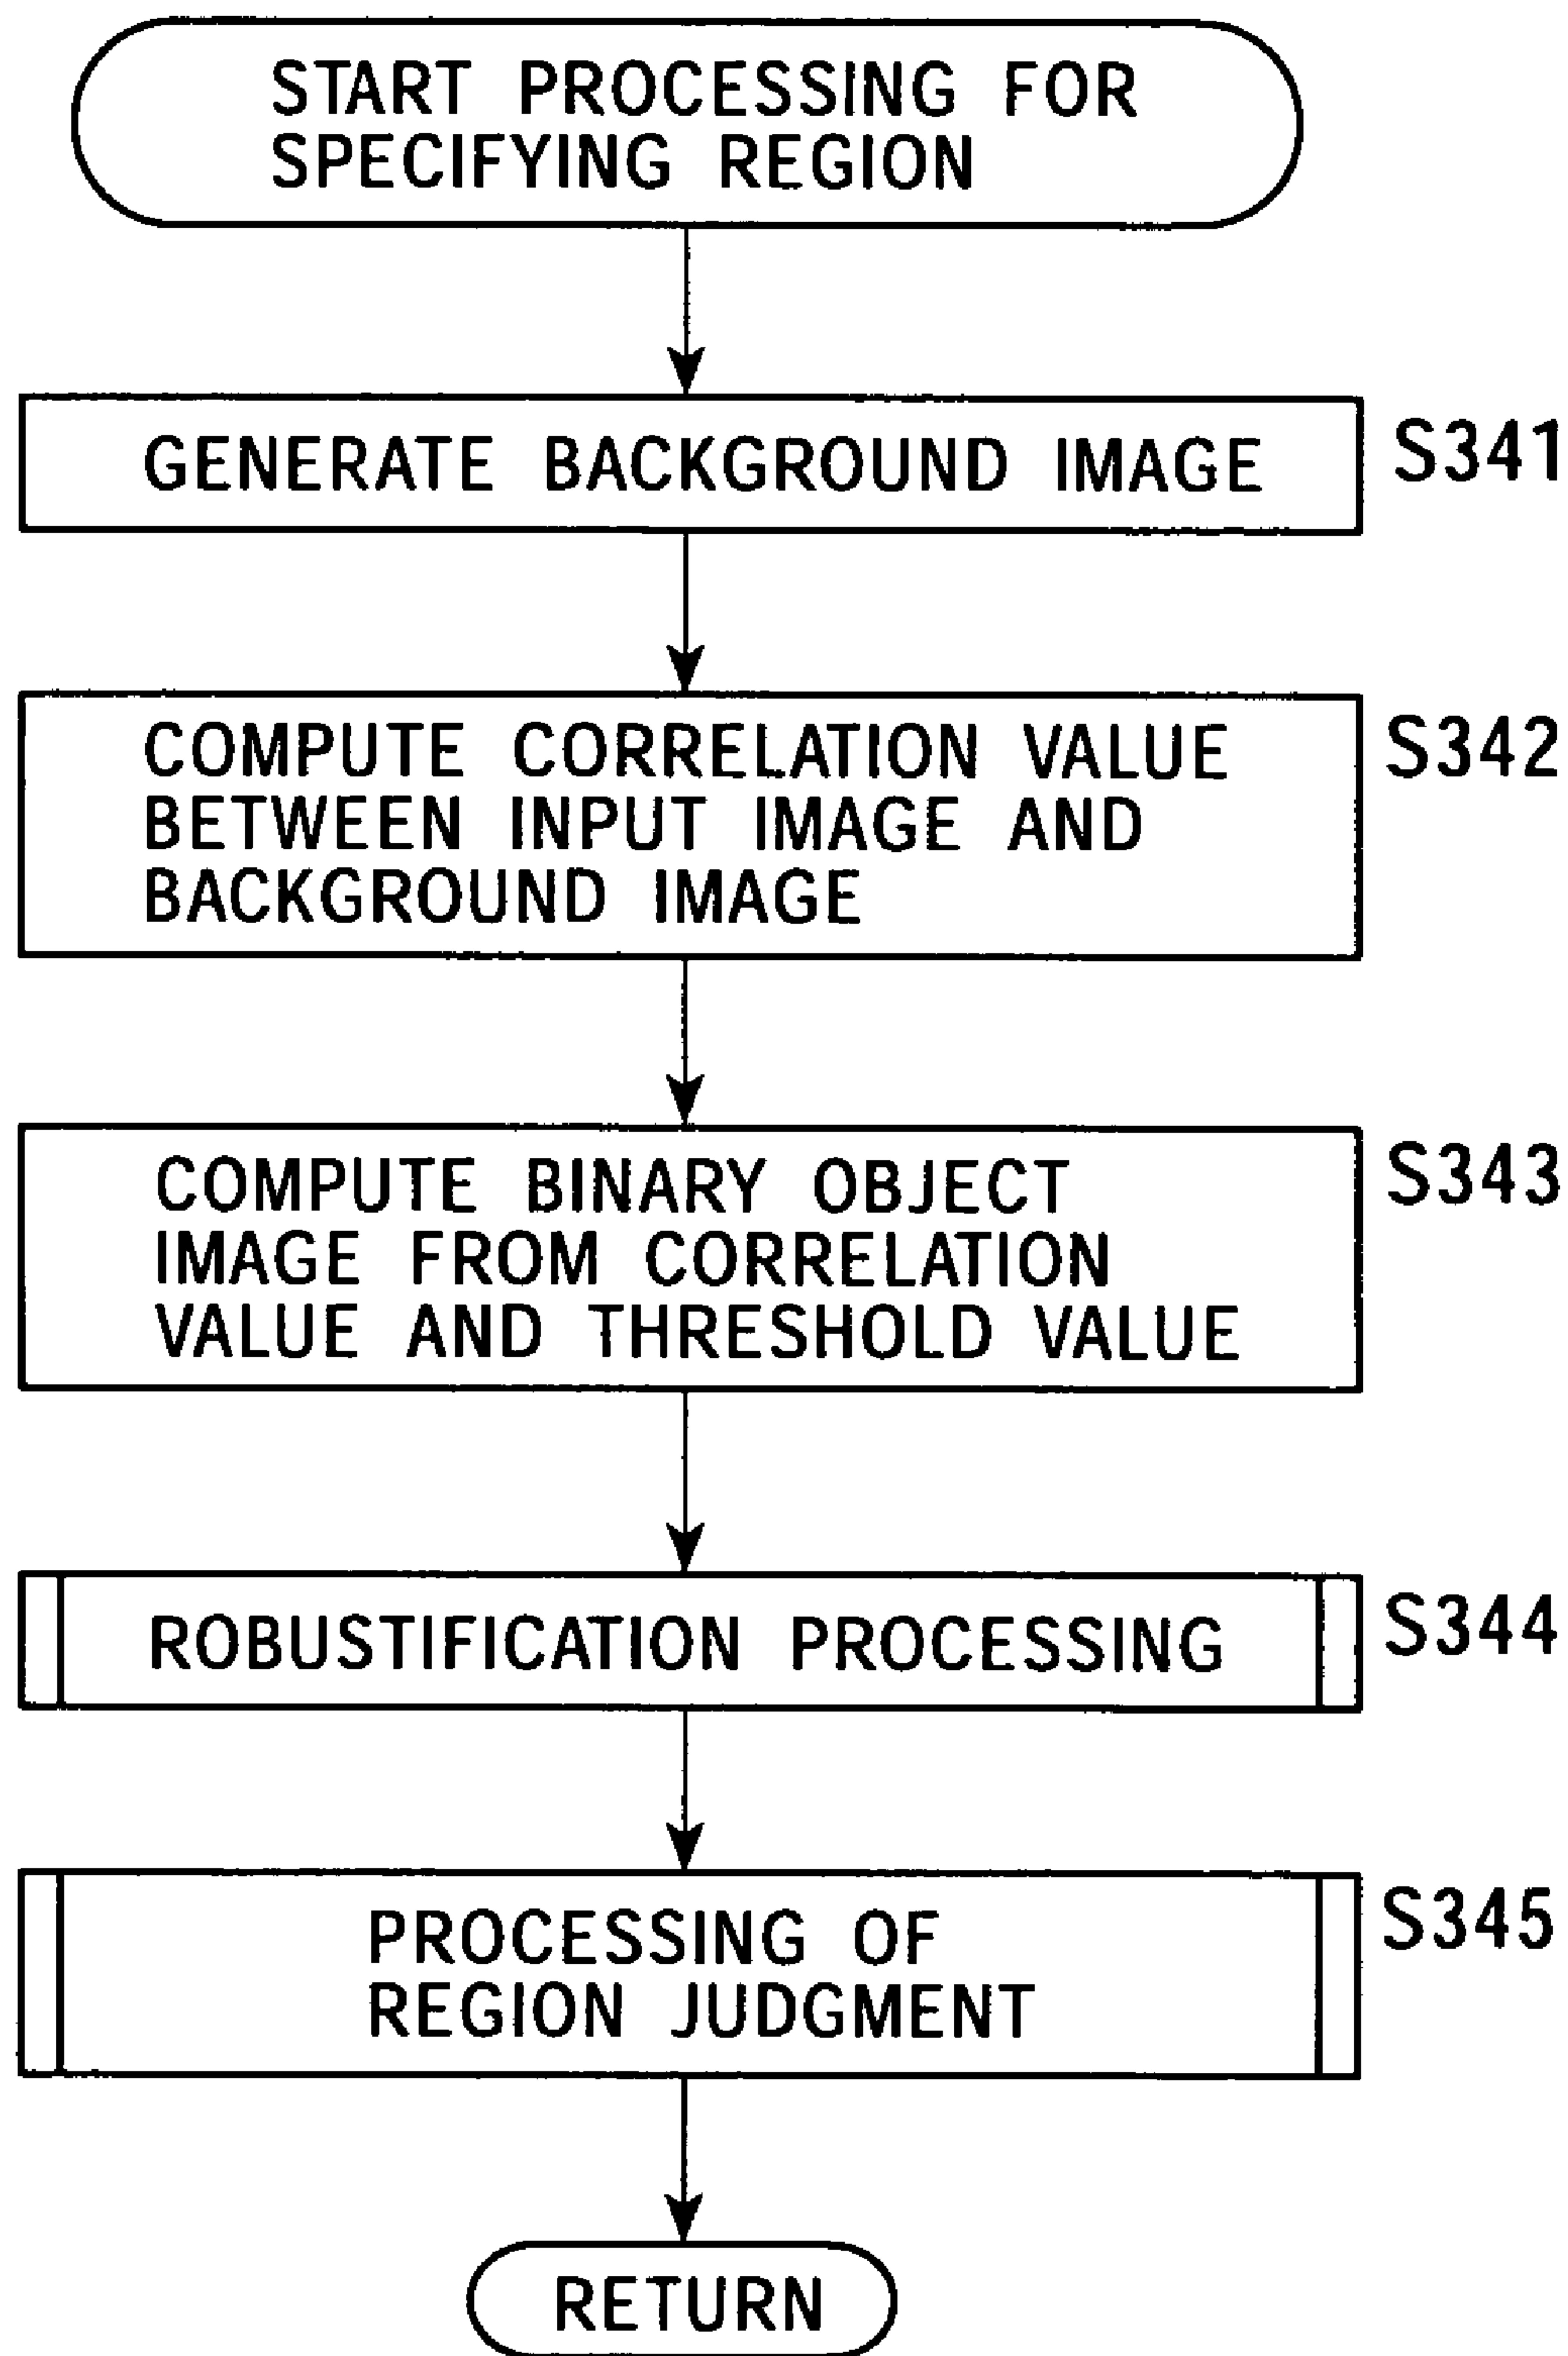 START PROCESSING FOR
SPECIFYING REGION
GENERATE BACKGROUND IMAGE
S341
COMPUTE CORRELATION VALUE
BETWEEN INPUT IMAGE AND
BACKGROUND IMAGE
S342
COMPUTE BINARY OBJECT
IMAGE FROM CORRELATION
VALUE AND THRESHOLD VALUE
S343
ROBUSTIFICATION PROCESSING
S344
PROCESSING OF
REGION JUDGMENT
S345
RETURN